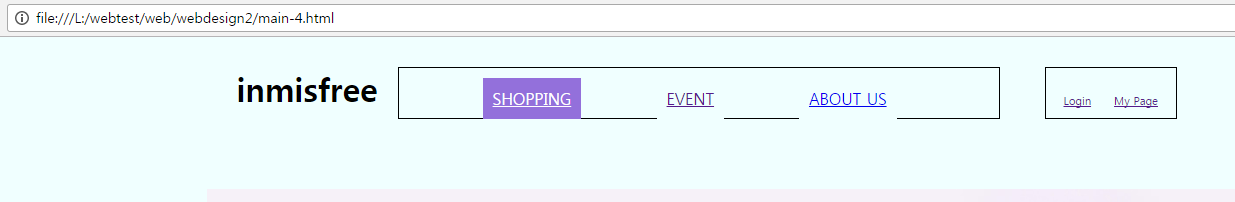 file:///L:/webtest/web/webdesign2/main-4.html
inmisfree SHOPPING EVENT ABOUT US Login My Page